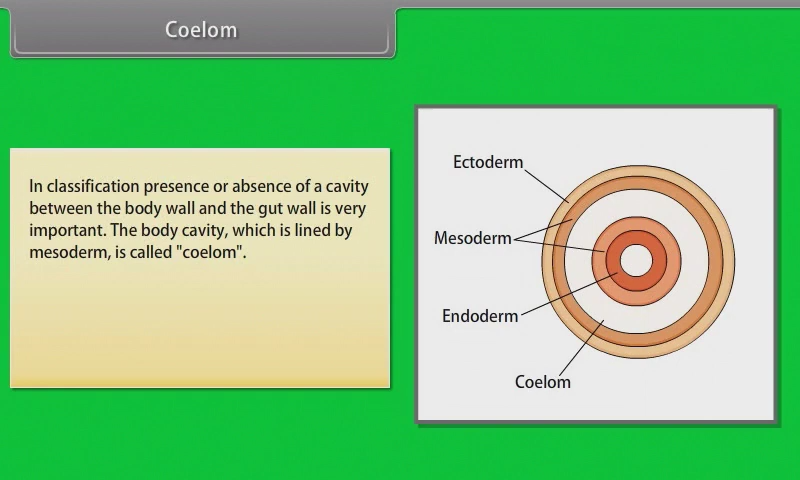 Coelom
In classification presence or absence of a cavity
between the body wall and the gut wall is very
important. The body cavity, which is lined by
mesoderm, is called "coelom".
Ectoderm
Mesoderm
Endoderm
Coelom